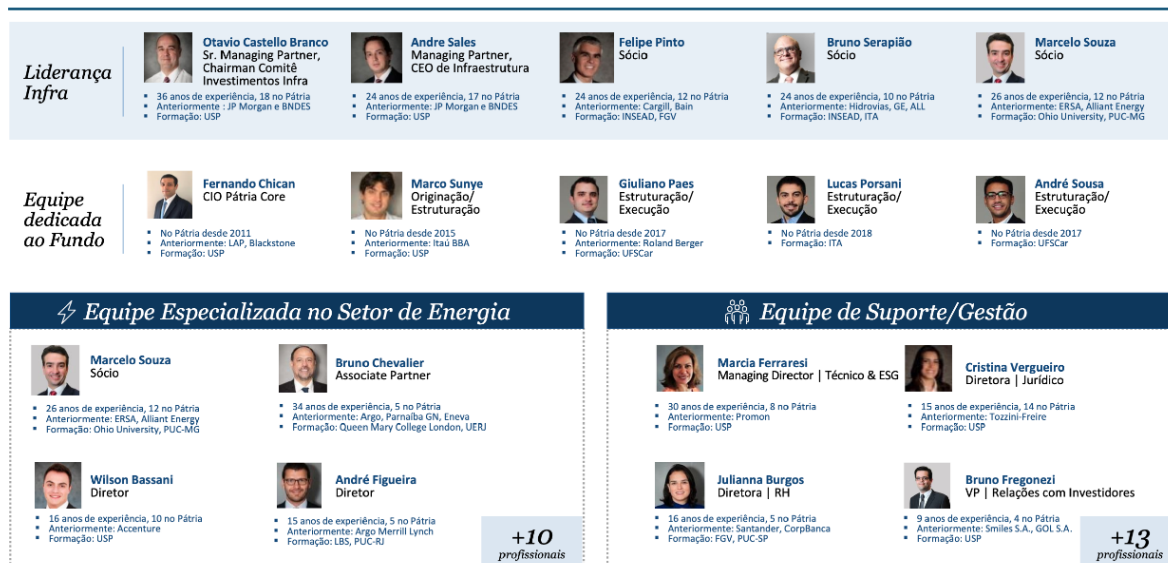 Liderança
Infra
Otavio Castello Branco
Sr. Managing Partner,
Chairman Comitê
Investimentos Infra
▪ 36 anos de experiência, 18 no Pátria
▪ Anteriormente : JP Morgan e BNDES
▪ Formação: USP
Andre Sales
Managing Partner,
CEO de Infraestrutura
▪ 24 anos de experiência, 17 no Pátria
▪ Anteriormente: JP Morgan e BNDES
▪ Formação: USP
Felipe Pinto
Sócio
▪ 24 anos de experiência, 12 no Pátria
▪ Anteriormente: Cargill, Bain
▪ Formação: INSEAD, FGV
Bruno Serapião
Sócio
▪ 24 anos de experiência, 10 no Pátria
▪ Anteriormente: Hidrovias, GE, ALL
▪ Formação: INSEAD, ITA
Marcelo Souza
Sócio
▪ 26 anos de experiência, 12 no Pátria
▪ Anteriormente: ERSA, Alliant Energy
▪ Formação: Ohio University, PUC-MG
Equipe
dedicada
ao Fundo
Fernando Chican
CIO Pátria Core
▪ No Pátria desde 2011
▪ Anteriormente: LAP, Blackstone
▪ Formação: USP
Marco Sunye
Originação/
Estruturação
▪ No Pátria desde 2015
▪ Anteriormente: Itaú BBA
▪ Formação: USP
Giuliano Paes
Estruturação/
Execução
▪ No Pátria desde 2017
▪ Anteriormente: Roland Berger
▪ Formação: UFSCar
Lucas Porsani
Estruturação/
Execução
▪ No Pátria desde 2018
▪ Formação: ITA
André Sousa
Estruturação/
Execução
▪ No Pátria desde 2017
▪ Formação: UFSCar
Equipe Especializada no Setor de Energia
Marcelo Souza
Sócio
▪ 26 anos de experiência, 12 no Pátria
▪ Anteriormente: ERSA, Alliant Energy
▪ Formação: Ohio University, PUC-MG
Bruno Chevalier
Associate Partner
▪ 34 anos de experiência, 5 no Pátria
▪ Anteriormente: Argo, Parnaíba GN, Eneva
▪ Formação: Queen Mary College London, UERJ
Wilson Bassani
Diretor
▪ 16 anos de experiência, 10 no Pátria
▪ Anteriormente: Accenture
▪ Formação: USP
André Figueira
Diretor
▪ 15 anos de experiência, 5 no Pátria
▪ Anteriormente: Argo Merrill Lynch
▪ Formação: LBS, PUC-RJ
+10
profissionais
Equipe de Suporte/Gestão
Marcia Ferraresi
Managing Director | Técnico & ESG
▪ 30 anos de experiência, 8 no Pátria
▪ Anteriormente: Promon
▪ Formação: USP
Cristina Vergueiro
Diretora | Jurídico
▪ 15 anos de experiência, 14 no Pátria
▪ Anteriormente: Tozzini-Freire
▪ Formação: USP
Julianna Burgos
Diretora | RH
▪ 16 anos de experiência, 5 no Pátria
▪ Anteriormente: Santander, CorpBanca
▪ Formação: FGV, PUC-SP
Bruno Fregonezi
VP | Relações com Investidores
▪ 9 anos de experiência, 4 no Pátria
▪ Anteriormente: Smiles S.A., GOL S.A.
▪ Formação: USP
+13
profissionais